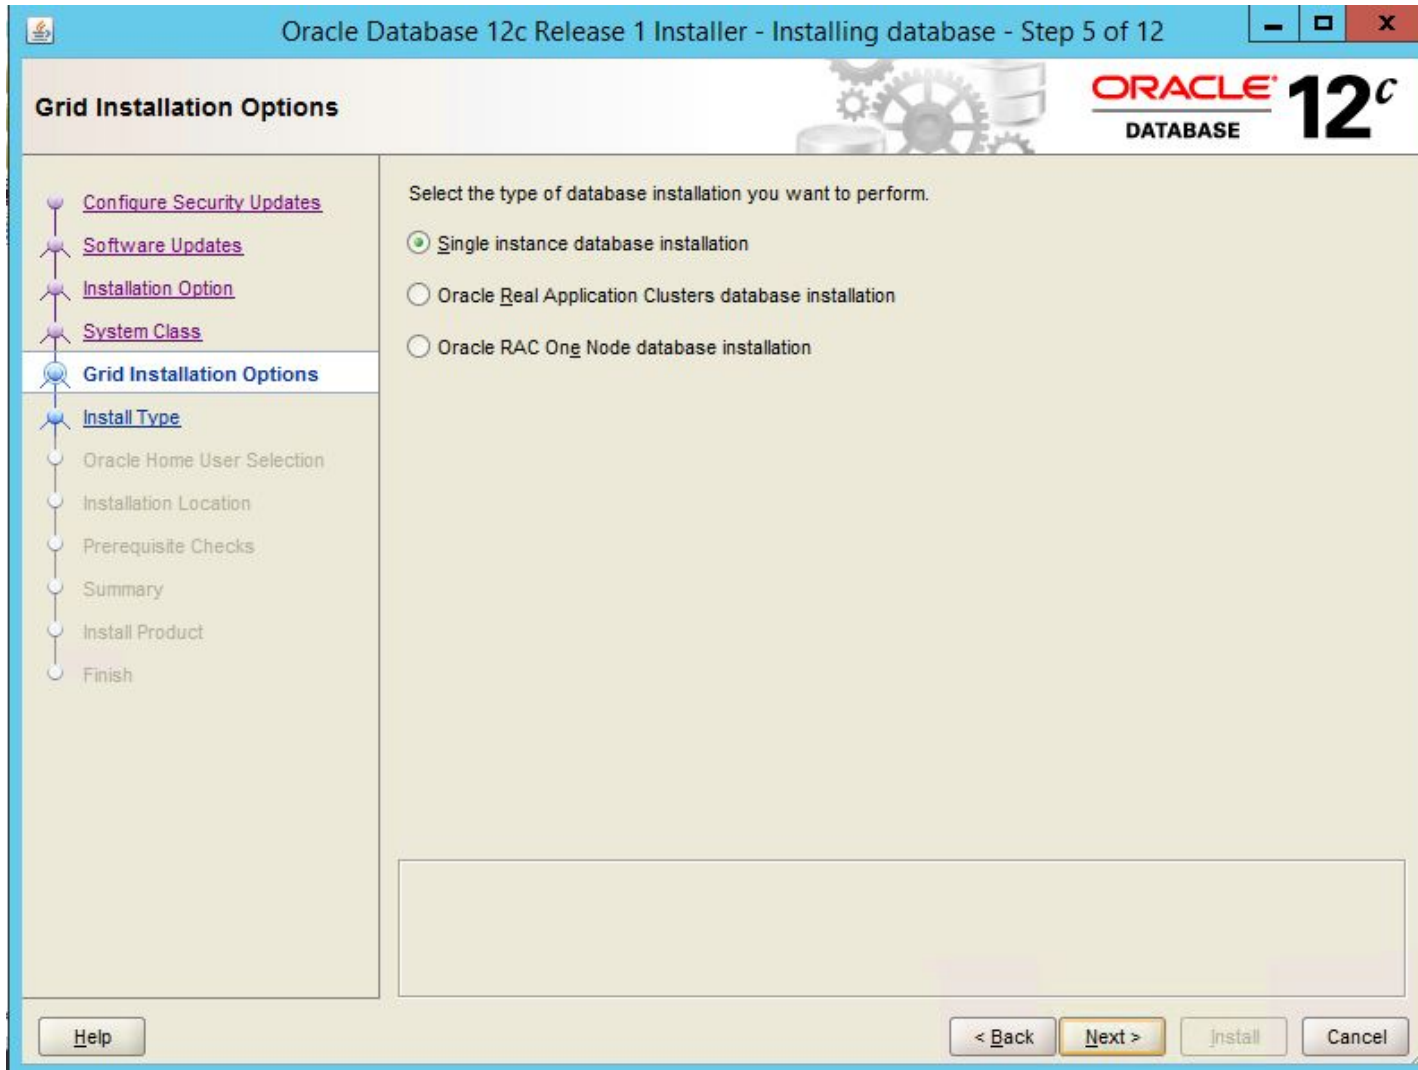 Oracle Database 12c Release 1 Installer - Installing database - Step 5 of 12
Grid Installation Options
ORACLE
DATABASE
12c
Configure Security Updates
Software Updates
Installation Option
System Class
Grid Installation Options
Install Type
Oracle Home User Selection
Installation Location
Prerequisite Checks
Summary
Install Product
Finish
Select the type of database installation you want to perform.
Single instance database installation
Oracle Real Application Clusters database installation
Oracle RAC One Node database installation
Help
< Back
Next >
Install
Cancel